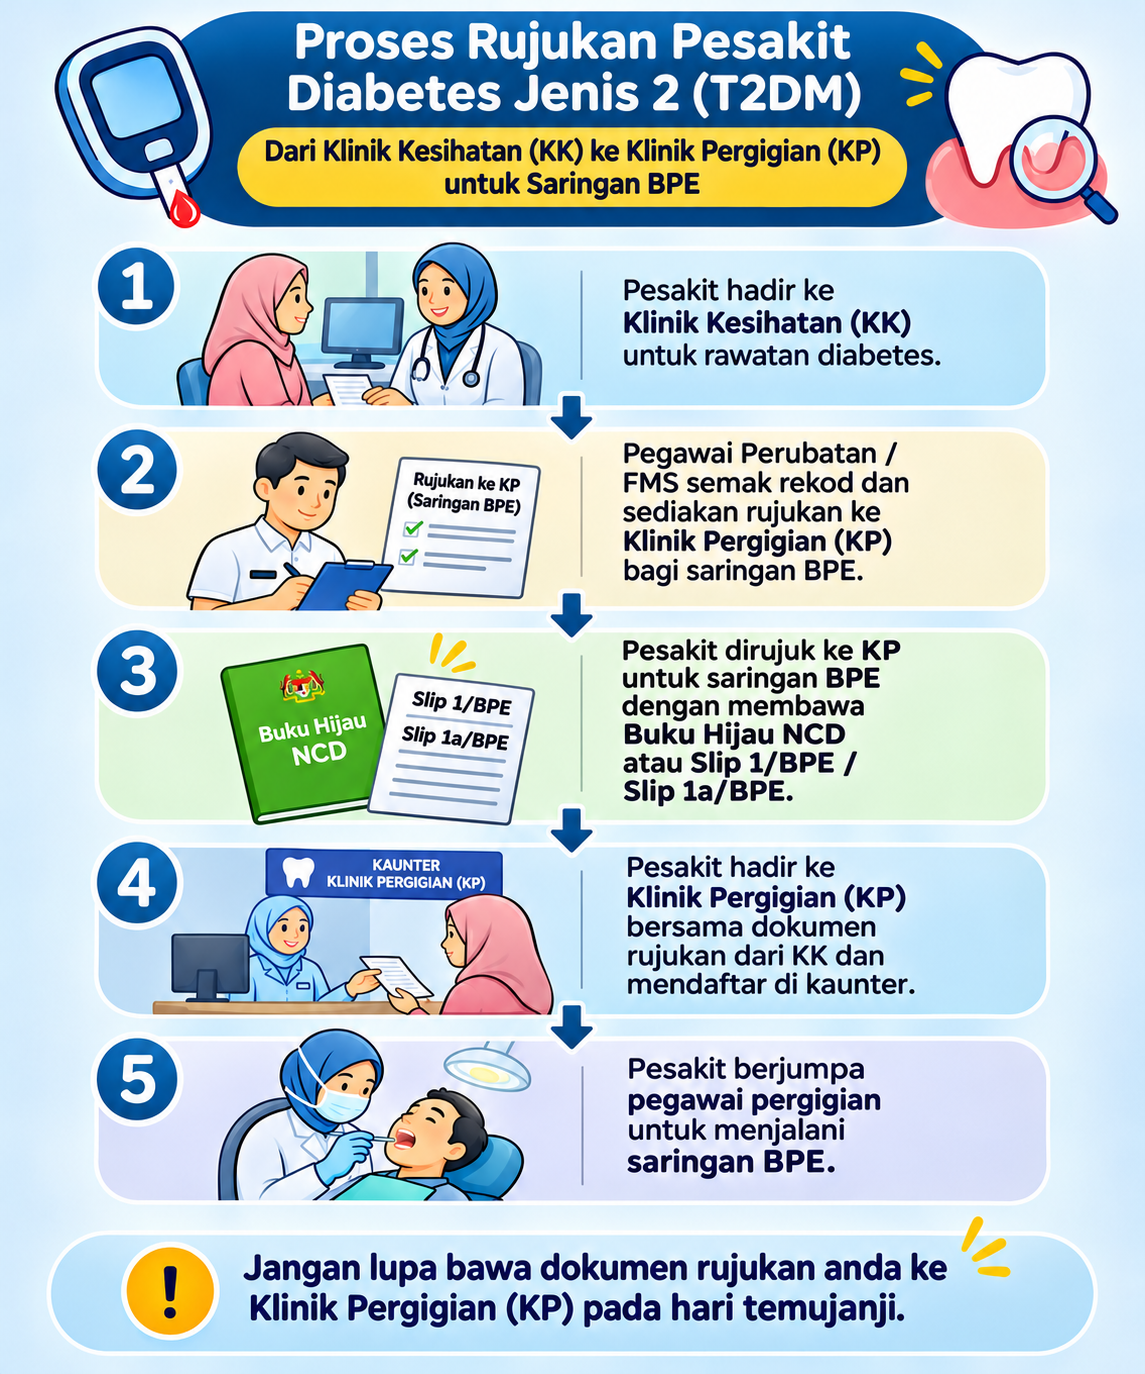 Proses Rujukan Pesakit
Diabetes Jenis 2 (T2DM)
Dari Klinik Kesihatan (KK) ke Klinik Pergigian (KP)
untuk Saringan BPE
1
Pesakit hadir ke
Klinik Kesihatan (KK)
untuk rawatan diabetes.
2
Rujukan ke KP
(Saringan BPE)
Pegawai Perubatan /
FMS semak rekod dan
sediakan rujukan ke
Klinik Pergigian (KP)
bagi saringan BPE.
3
Buku Hijau
NCD
Slip 1/BPE
Slip 1a/BPE
Pesakit dirujuk ke KP
untuk saringan BPE
dengan membawa
Buku Hijau NCD
atau Slip 1/BPE /
Slip 1a/BPE.
4
KAUNTER
KLINIK PERGIGIAN (KP)
Pesakit hadir ke
Klinik Pergigian (KP)
bersama dokumen
rujukan dari KK dan
mendaftar di kaunter.
5
Pesakit berjumpa
pegawai pergigian
untuk menjalani
saringan BPE.
!
Jangan lupa bawa dokumen rujukan anda ke
Klinik Pergigian (KP) pada hari temujanji.